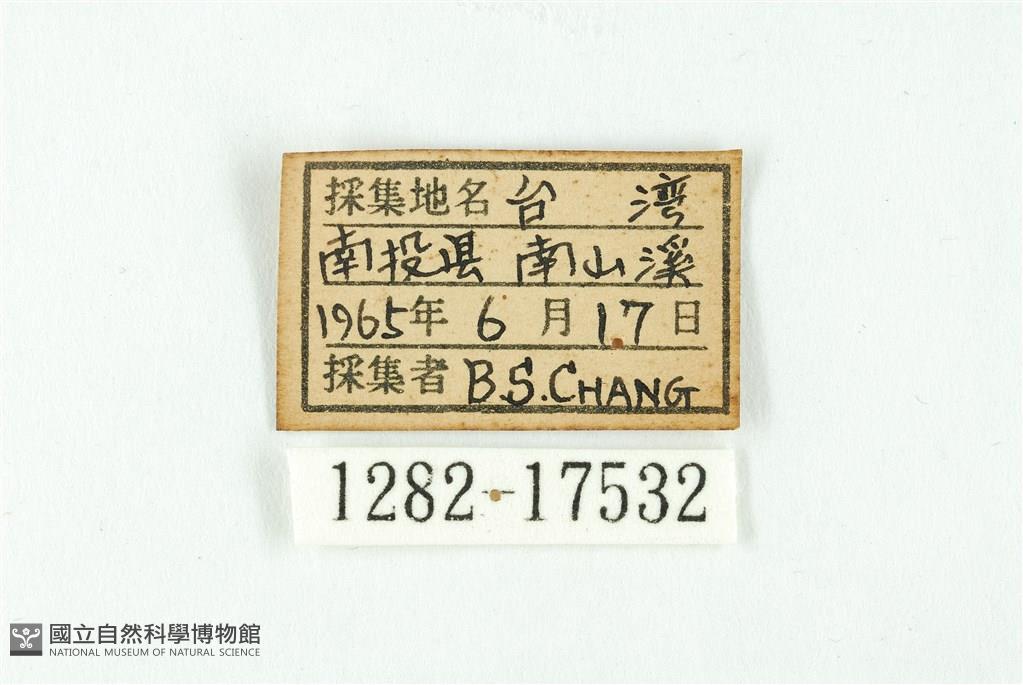 採集地名 台 湾
南投县 南山溪
1965年 6 月 17 日
採集者 B.S.CHANG
1282-17532
國立自然科學博物館
NATIONAL MUSEUM OF NATURAL SCIENCE